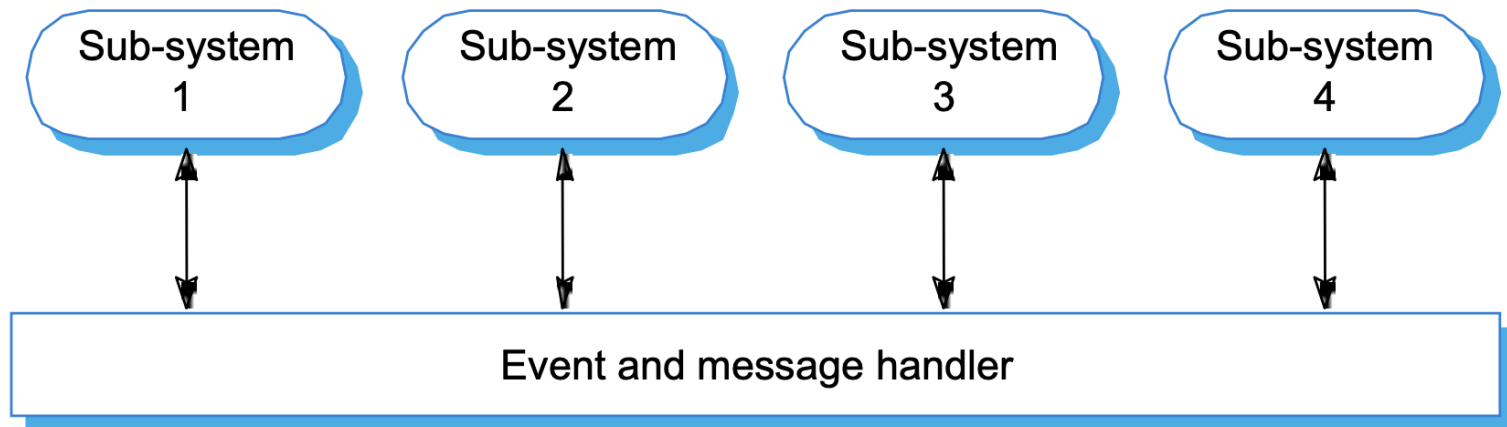 Sub-system
1
Sub-system
2
Sub-system
3
Sub-system
4
Event and message handler